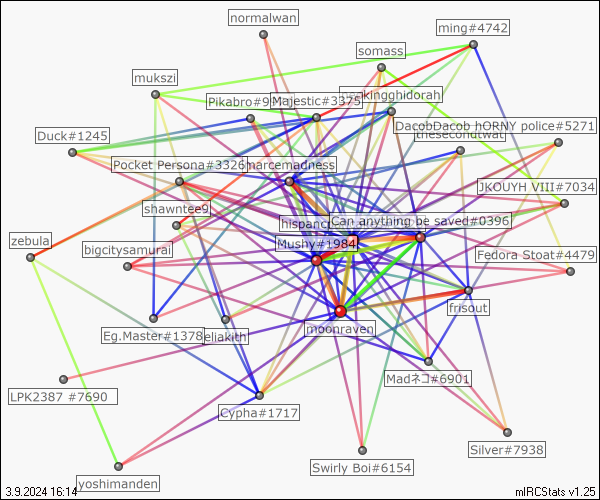 normalwan
ming#4742
somass
mukszi
Pikabro#9
Majestic#3375
kingghidorah
DacobDacob hORNY police#5271
Duck#1245
thesecondtwat
Pocket Persona#3326
marcemadness
JKOUYH VIII#7034
shawntee9
hispanc
Can anything be saved#0396
zebula
bigcitysamurai
Mushy#1984
Fedora Stoat#4479
frisout
Eg.Master#1378
eliakith
moonraven
Madネコ#6901
LPK2387 #7690
Cypha#1717
Silver#7938
Swirly Boi#6154
yoshimanden
3.9.2024 16:14
mIRCStats v1.25